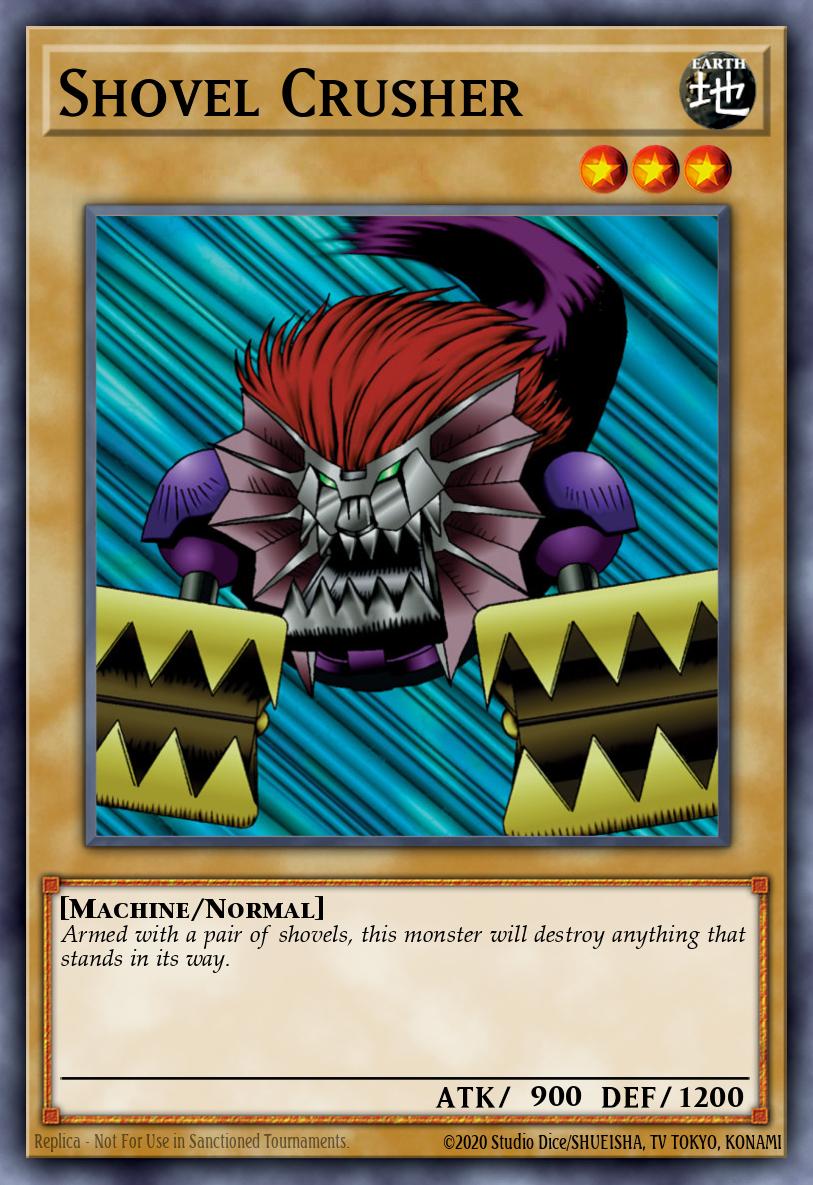 Shovel Crusher
EARTH
地
[Machine/Normal]
Armed with a pair of shovels, this monster will destroy anything that
stands in its way.
ATK/ 900 DEF/1200
Replica - Not For Use in Sanctioned Tournaments.
©2020 Studio Dice/SHUEISHA, TV TOKYO, KONAMI